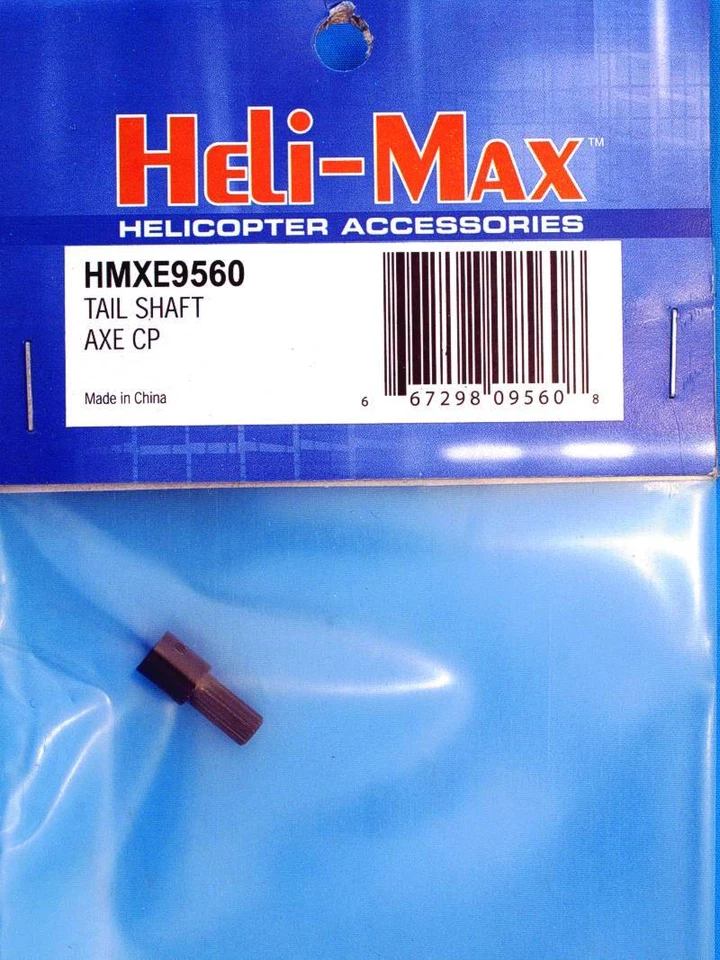 Heli-Max™
HELICOPTER ACCESSORIES
HMXE9560
TAIL SHAFT
AXE CP
Made in China
6 67298 09560 8